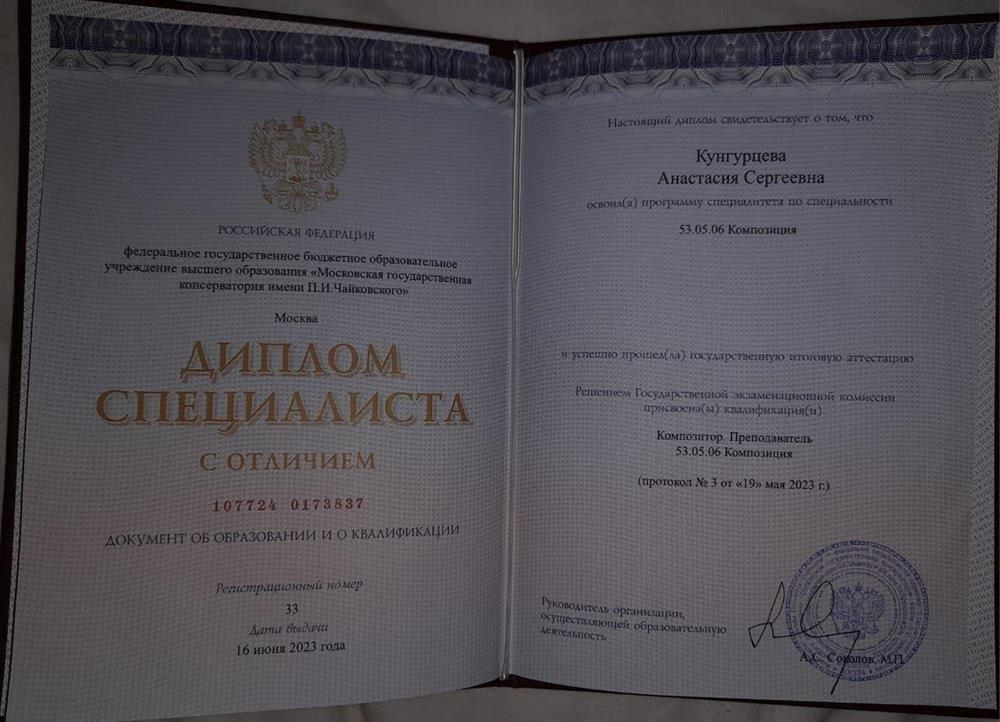 РОССИЙСКАЯ ФЕДЕРАЦИЯ
федеральное государственное бюджетное образовательное
учреждение высшего образования «Московская государственная
консерватория имени П.И.Чайковского»
Москва
ДИПЛОМ
СПЕЦИАЛИСТА
С ОТЛИЧИЕМ
107724 0173837
ДОКУМЕНТ ОБ ОБРАЗОВАНИИ И О КВАЛИФИКАЦИИ
Регистрационный номер
33
Дата выдачи
16 июня 2023 года
Настоящий диплом свидетельствует о том, что
Кунгурцева
Анастасия Сергеевна
освоил(а) программу специалитета по специальности
53.05.06 Композиция
и успешно прошел(ла) государственную итоговую аттестацию
Решением Государственной экзаменационной комиссии
присвоена(ы) квалификация(и)
Композитор. Преподаватель
53.05.06 Композиция
(протокол № 3 от «19» мая 2023 г.)
Руководитель организации,
осуществляющей образовательную
деятельность
А.С. Соколов М.П.